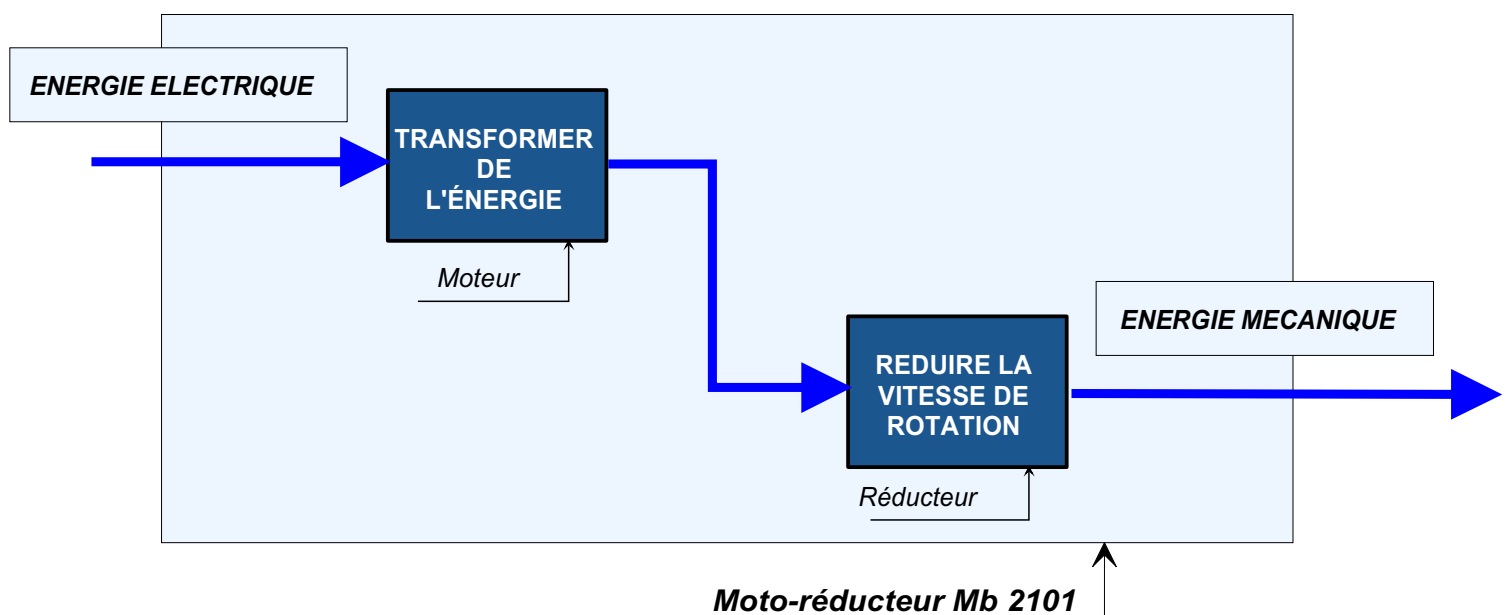 ENERGIE ELECTRIQUE
TRANSFORMER
DE
L'ÉNERGIE
Moteur
ENERGIE MECANIQUE
REDUIRE LA
VITESSE DE
ROTATION
Réducteur
Moto-réducteur Mb 2101